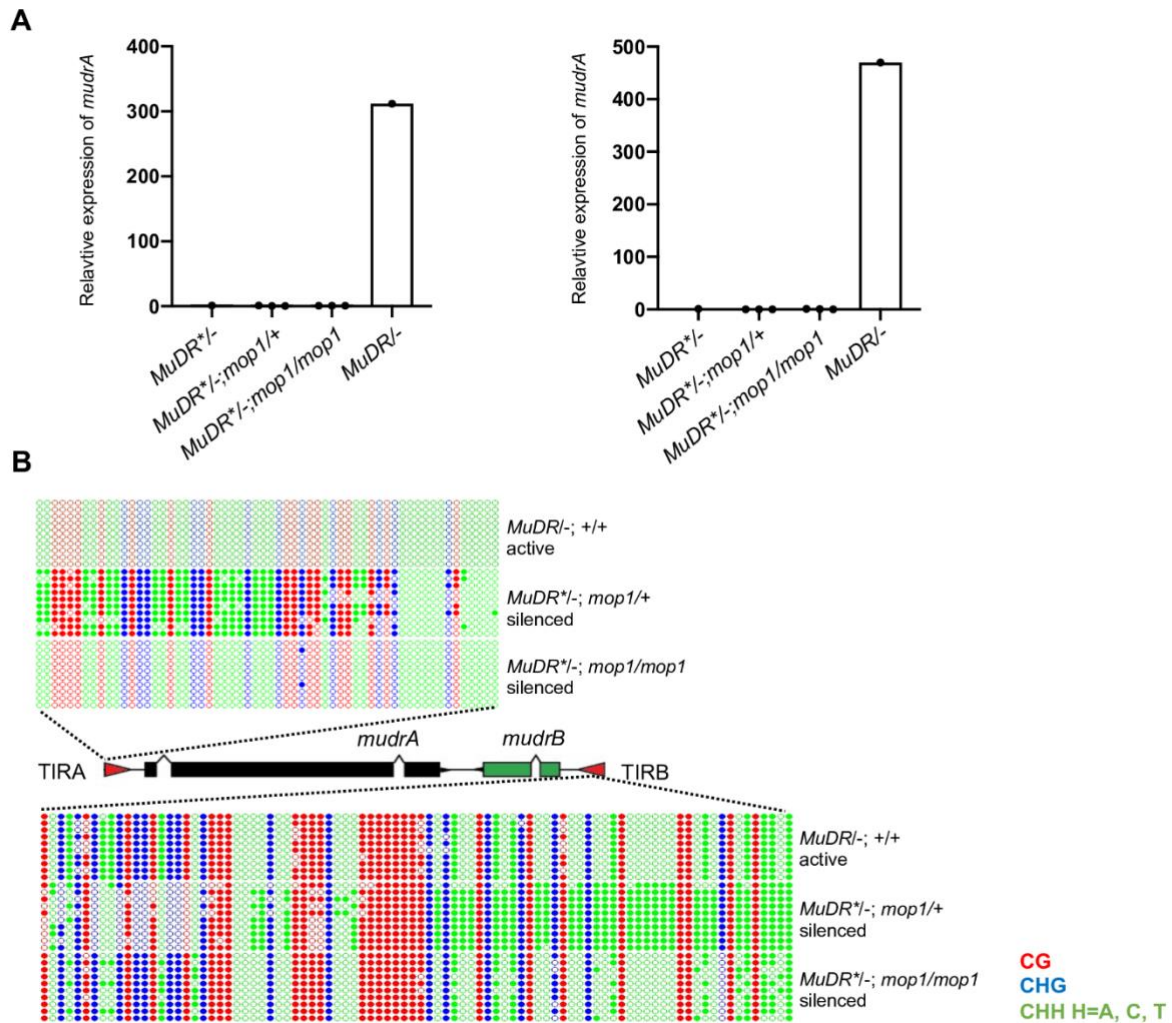 A
Relavtive expression of mudrA
400
300
200
100
0
MuDR*/-
MuDR*/-;mop1/+
MuDR*/-;mop1/mop1
MuDR/-
Relative expression of mudrA
500
400
300
200
100
0
MuDR*/-
MuDR*/-;mop1/+
MuDR*/-;mop1/mop1
MuDR/-
B
MuDR/-; +/+
active
MuDR*/-; mop1/+
silenced
MuDR*/-; mop1/mop1
silenced
mudrA
mudrB
TIRA
TIRB
MuDR/-; +/+
active
MuDR*/-; mop1/+
silenced
MuDR*/-; mop1/mop1
silenced
CG
CHG
CHH H=A, C, T